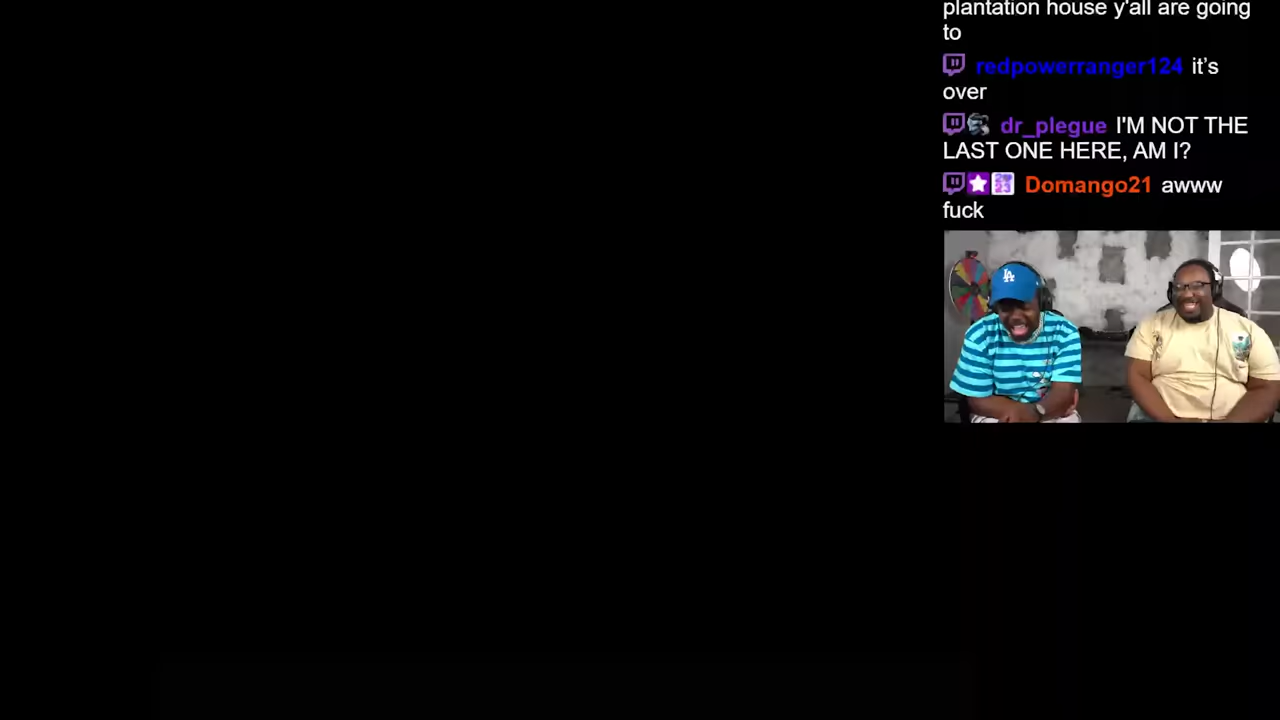 plantation house y'all are going
to
redpowerranger124 it's
over
dr_plegue I'M NOT THE
LAST ONE HERE, AM I?
Domango21 awww
fuck
LA